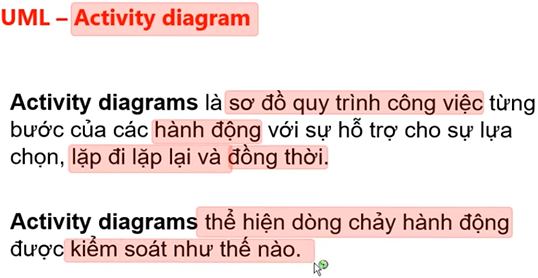 UML – Activity diagram
Activity diagrams là sơ đồ quy trình công việc từng
bước của các hành động với sự hỗ trợ cho sự lựa
chọn, lặp đi lặp lại và đồng thời.
Activity diagrams thể hiện dòng chảy hành động
được kiểm soát như thế nào.